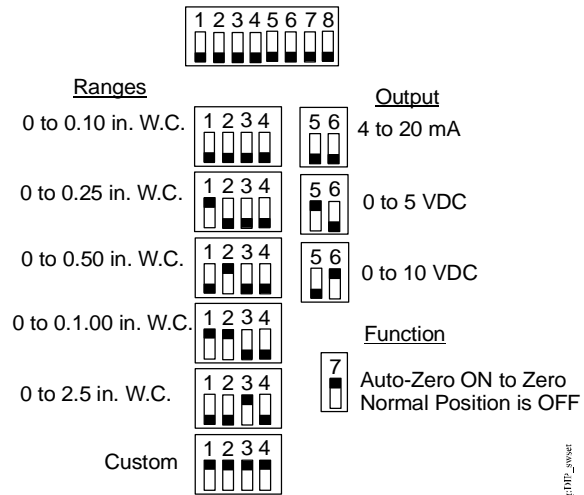 1 2 3 4 5 6 7 8
Ranges
Output
0 to 0.10 in. W.C.
1 2 3 4
5 6
4 to 20 mA
0 to 0.25 in. W.C.
1 2 3 4
5 6
0 to 5 VDC
0 to 0.50 in. W.C.
1 2 3 4
5 6
0 to 10 VDC
0 to 0.1.00 in. W.C.
1 2 3 4
Function
7
Auto-Zero ON to Zero
Normal Position is OFF
0 to 2.5 in. W.C.
1 2 3 4
Custom
1 2 3 4